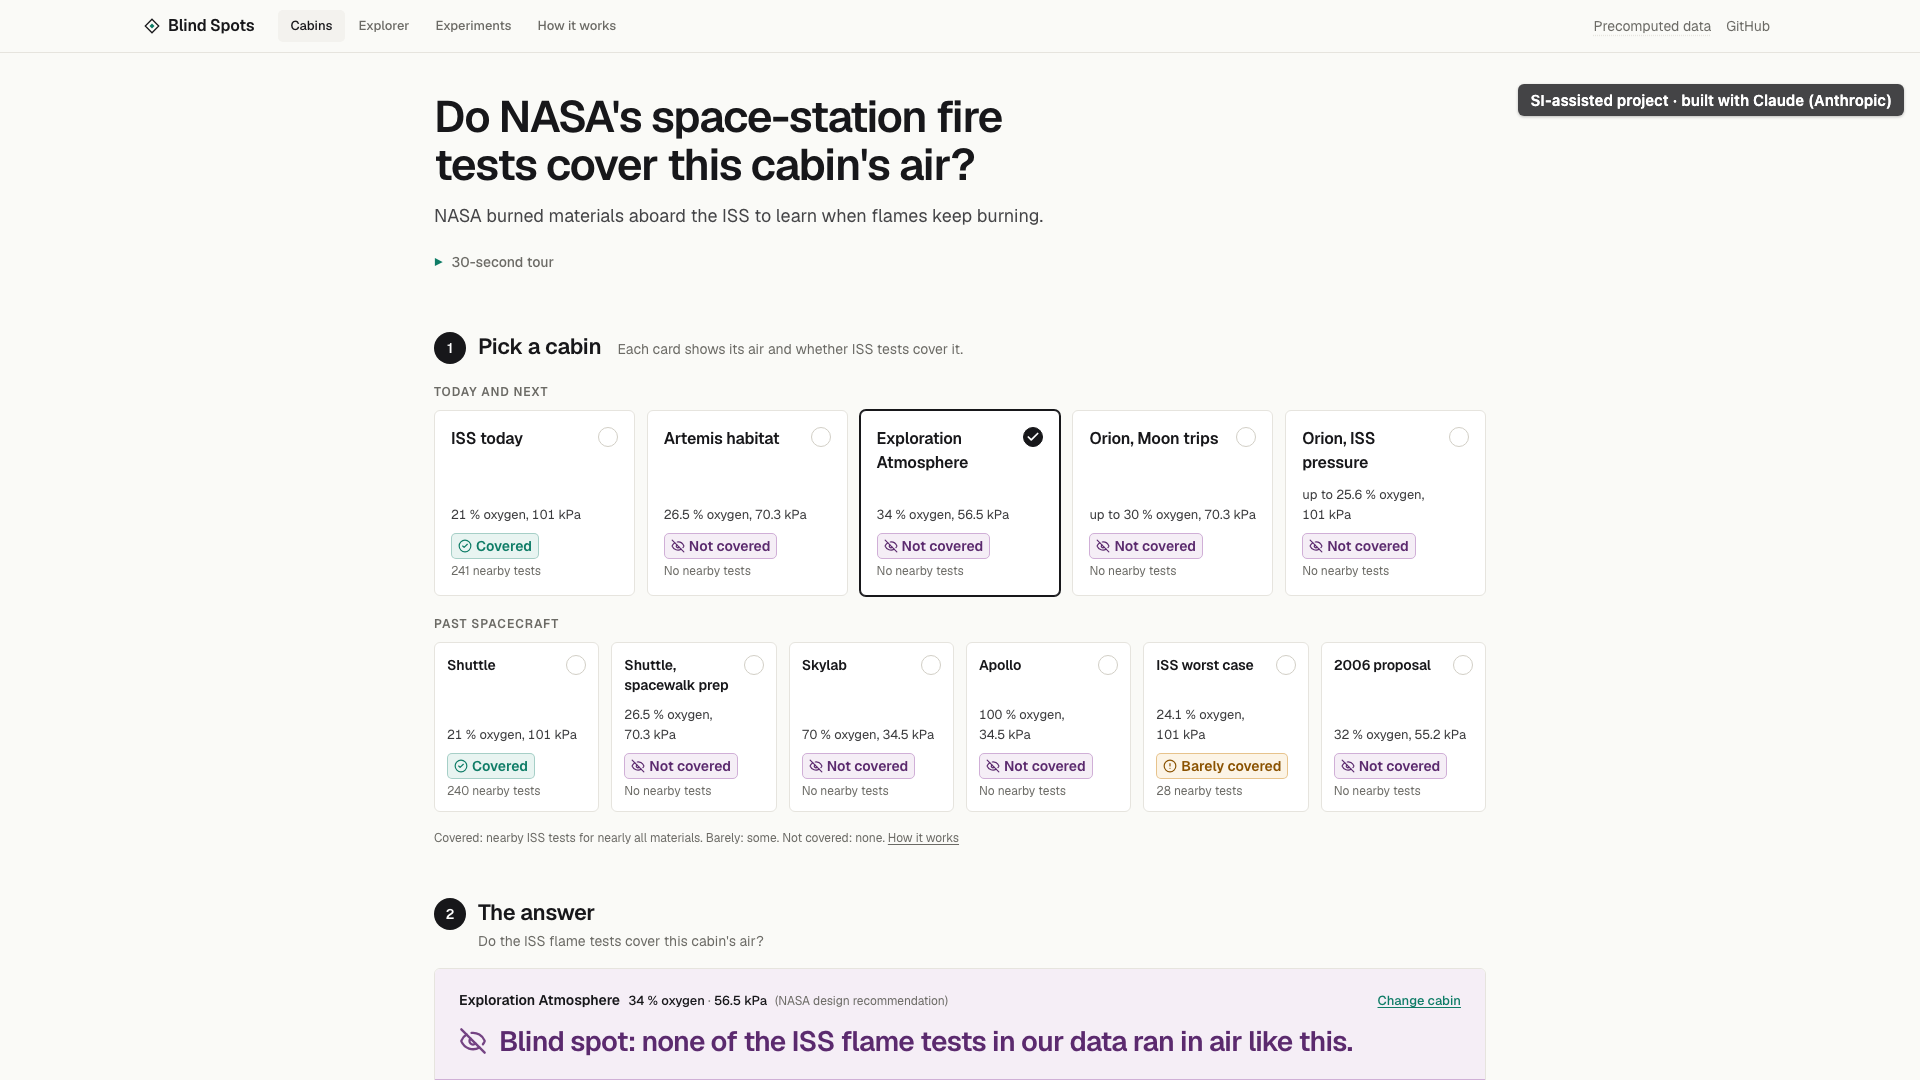 Blind Spots
Cabins
Explorer
Experiments
How it works
Precomputed data
GitHub
SI-assisted project · built with Claude (Anthropic)
Do NASA's space-station fire
tests cover this cabin's air?
NASA burned materials aboard the ISS to learn when flames keep burning.
30-second tour
1
Pick a cabin
Each card shows its air and whether ISS tests cover it.
TODAY AND NEXT
ISS today
21 % oxygen, 101 kPa
Covered
241 nearby tests
Artemis habitat
26.5 % oxygen, 70.3 kPa
Not covered
No nearby tests
Exploration
Atmosphere
34 % oxygen, 56.5 kPa
Not covered
No nearby tests
Orion, Moon trips
up to 30 % oxygen, 70.3 kPa
Not covered
No nearby tests
Orion, ISS
pressure
up to 25.6 % oxygen,
101 kPa
Not covered
No nearby tests
PAST SPACECRAFT
Shuttle
21 % oxygen, 101 kPa
Covered
240 nearby tests
Shuttle,
spacewalk prep
26.5 % oxygen,
70.3 kPa
Not covered
No nearby tests
Skylab
70 % oxygen, 34.5 kPa
Not covered
No nearby tests
Apollo
100 % oxygen,
34.5 kPa
Not covered
No nearby tests
ISS worst case
24.1 % oxygen,
101 kPa
Barely covered
28 nearby tests
2006 proposal
32 % oxygen, 55.2 kPa
Not covered
No nearby tests
Covered: nearby ISS tests for nearly all materials. Barely: some. Not covered: none. How it works
2
The answer
Do the ISS flame tests cover this cabin's air?
Exploration Atmosphere 34 % oxygen · 56.5 kPa (NASA design recommendation)
Change cabin
Blind spot: none of the ISS flame tests in our data ran in air like this.